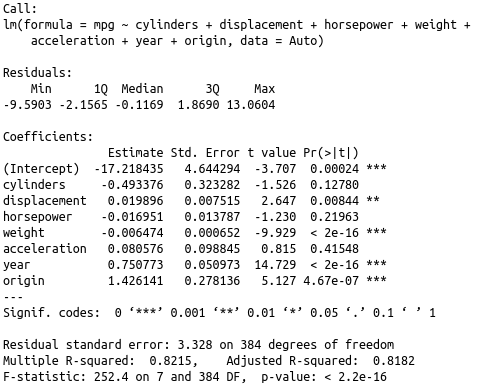 Call:
lm(formula = mpg ~ cylinders + displacement + horsepower + weight +
    acceleration + year + origin, data = Auto)

Residuals:
    Min      1Q  Median      3Q     Max
-9.5903 -2.1565 -0.1169  1.8690 13.0604

Coefficients:
               Estimate Std. Error t value Pr(>|t|)
(Intercept)  -17.218435   4.644294  -3.707  0.00024 ***
cylinders     -0.493376   0.323282  -1.526  0.12780
displacement   0.019896   0.007515   2.647  0.00844 **
horsepower    -0.016951   0.013787  -1.230  0.21963
weight        -0.006474   0.000652  -9.929  < 2e-16 ***
acceleration   0.080576   0.098845   0.815  0.41548
year           0.750773   0.050973  14.729  < 2e-16 ***
origin         1.426141   0.278136   5.127 4.67e-07 ***
---
Signif. codes:  0 ‘***’ 0.001 ‘**’ 0.01 ‘*’ 0.05 ‘.’ 0.1 ‘ ’ 1

Residual standard error: 3.328 on 384 degrees of freedom
Multiple R-squared:  0.8215,    Adjusted R-squared:  0.8182
F-statistic: 252.4 on 7 and 384 DF,  p-value: < 2.2e-16